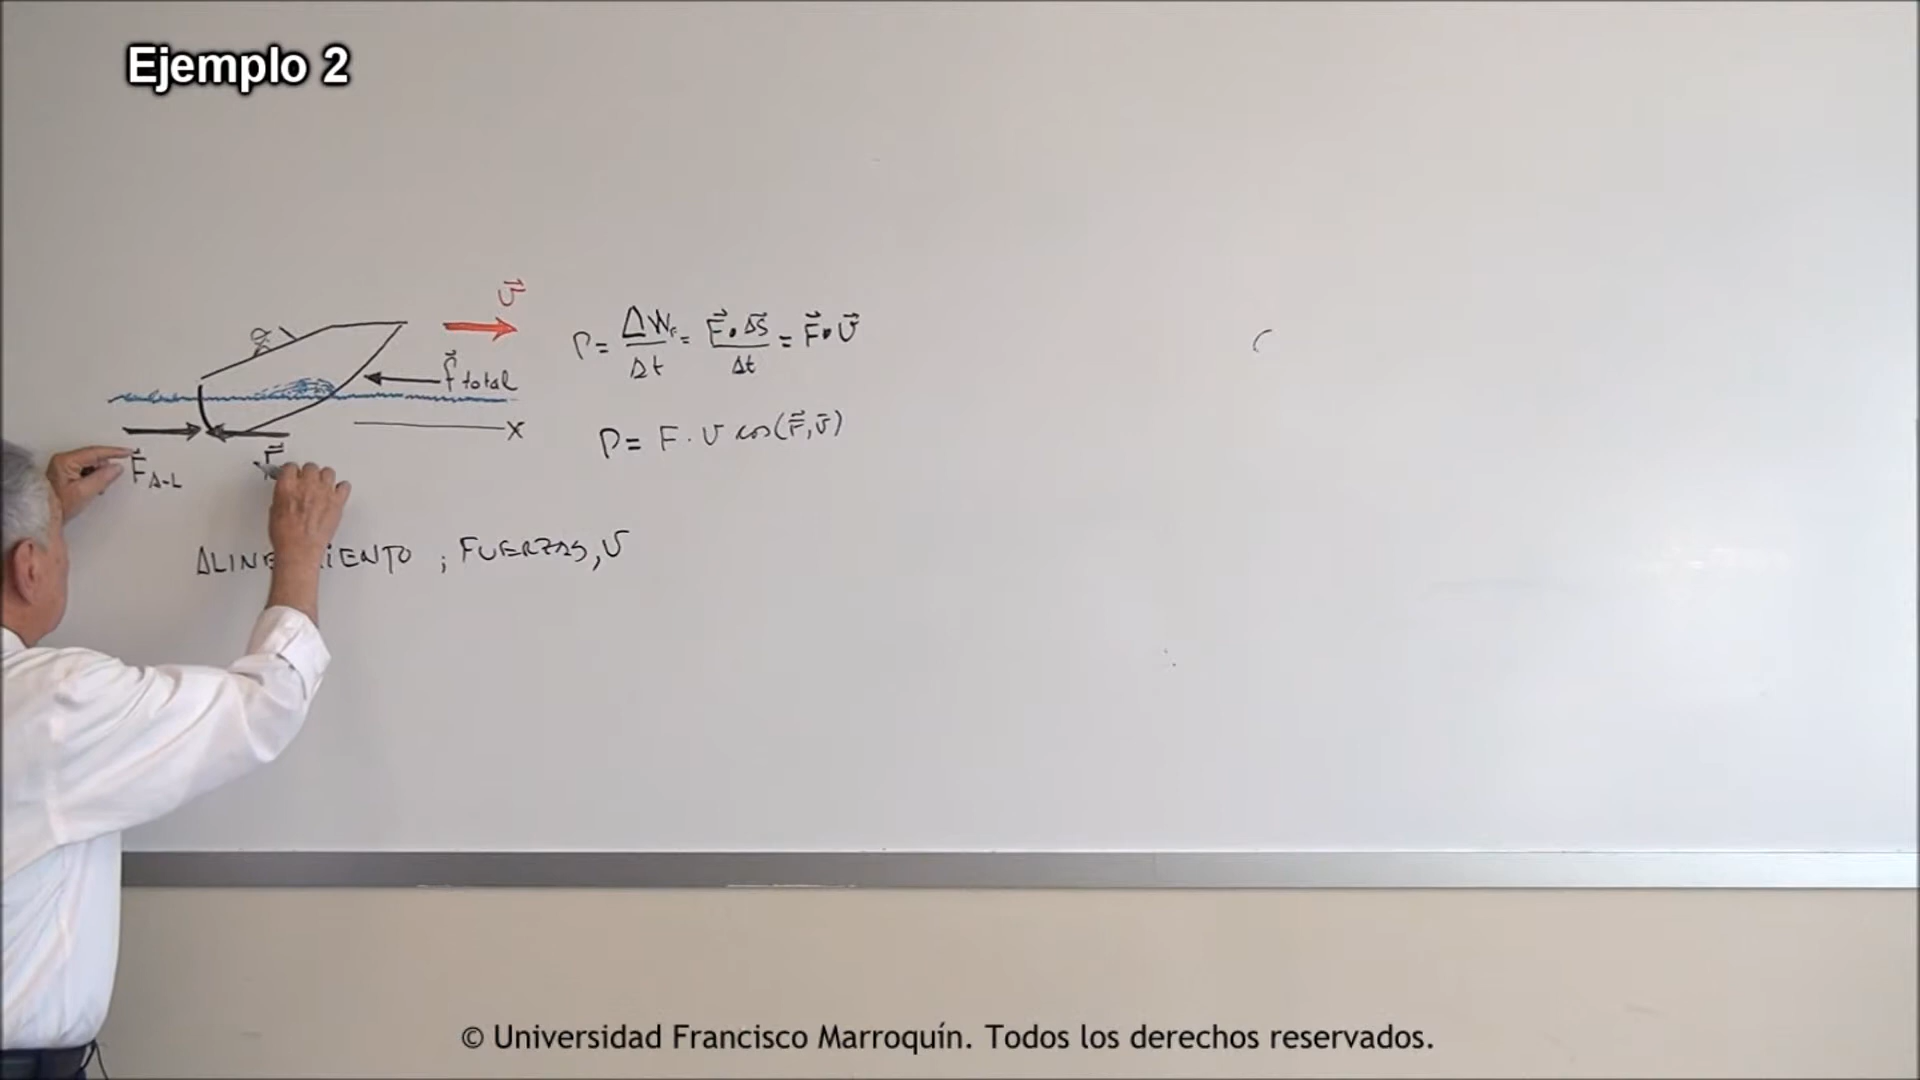 Ejemplo 2
v⃗
P = ΔW_F/Δt = F⃗ • ΔS⃗/Δt = F⃗ • v⃗
f⃗ total
x
P = F · v cos(F⃗, v⃗)
F⃗ A-L
F⃗
; FUERZAS, v
© Universidad Francisco Marroquín. Todos los derechos reservados.